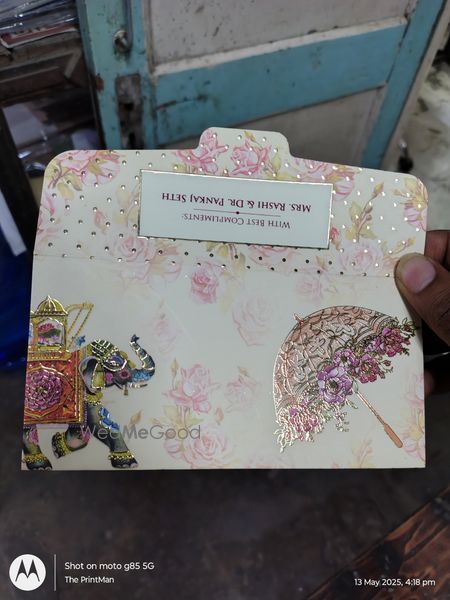 WITH BEST COMPLIMENTS:
MRS. RASHI & DR. PANKAJ SETH
WedMeGood
Shot on moto g85 5G
The PrintMan
13 May 2025, 4:18 pm
MOTOROLA